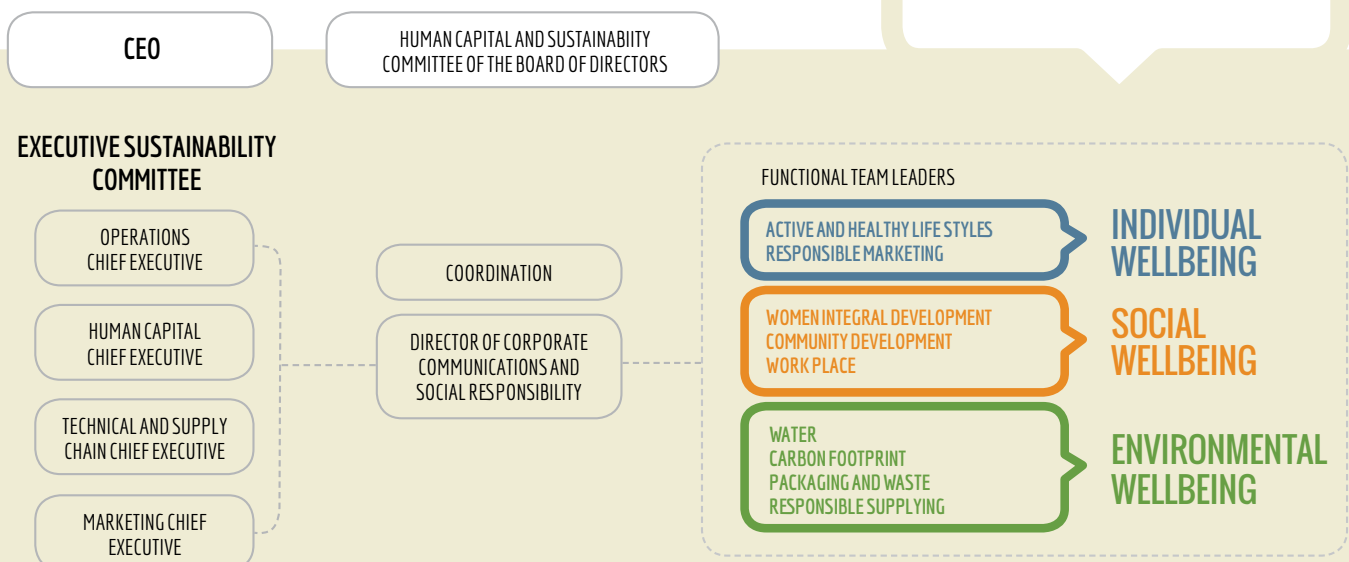 CEO
HUMAN CAPITAL AND SUSTAINABIITY
COMMITTEE OF THE BOARD OF DIRECTORS
EXECUTIVE SUSTAINABILITY
COMMITTEE
OPERATIONS
CHIEF EXECUTIVE
HUMAN CAPITAL
CHIEF EXECUTIVE
TECHNICAL AND SUPPLY
CHAIN CHIEF EXECUTIVE
MARKETING CHIEF
EXECUTIVE
COORDINATION
DIRECTOR OF CORPORATE
COMMUNICATIONS AND
SOCIAL RESPONSIBILITY
FUNCTIONAL TEAM LEADERS
ACTIVE AND HEALTHY LIFE STYLES
RESPONSIBLE MARKETING
INDIVIDUAL
WELLBEING
WOMEN INTEGRAL DEVELOPMENT
COMMUNITY DEVELOPMENT
WORK PLACE
SOCIAL
WELLBEING
WATER
CARBON FOOTPRINT
PACKAGING AND WASTE
RESPONSIBLE SUPPLYING
ENVIRONMENTAL
WELLBEING